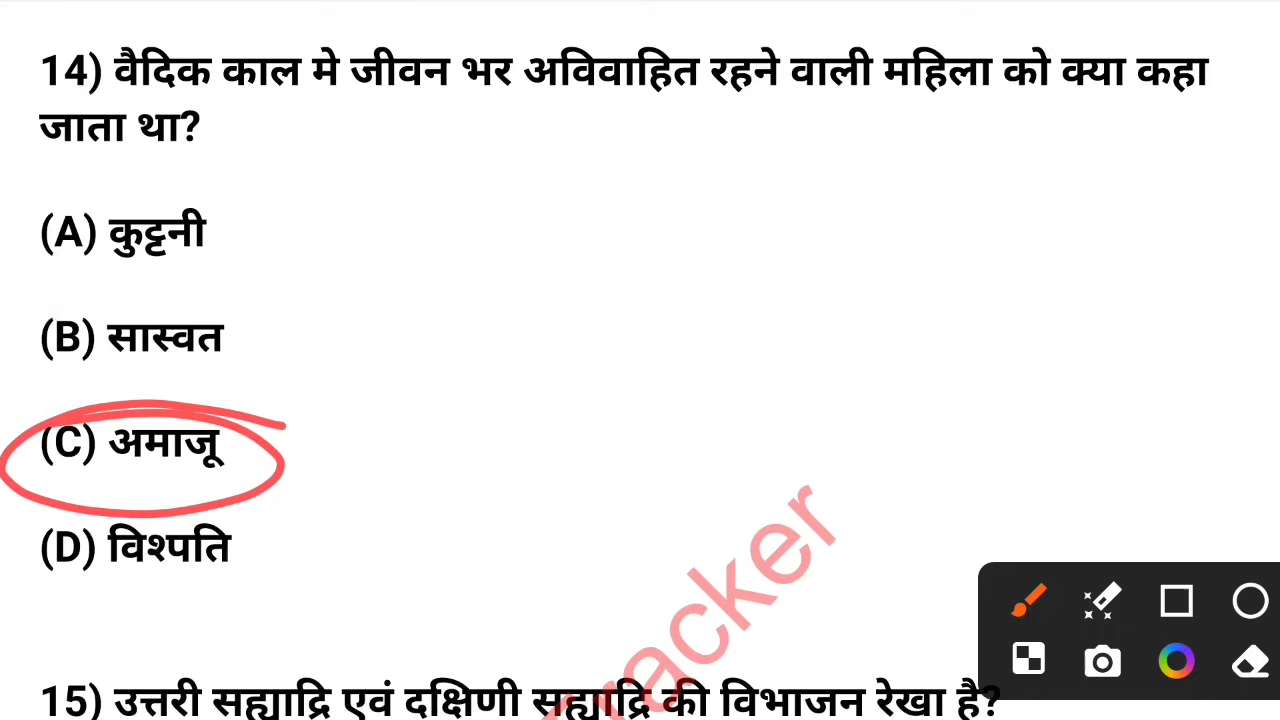 14) वैदिक काल मे जीवन भर अविवाहित रहने वाली महिला को क्या कहा
जाता था?
(A) कुट्टनी
(B) सास्वत
(C) अमाजू
(D) विश्पति
15) उत्तरी सह्याद्रि एवं दक्षिणी सह्याद्रि की विभाजन रेखा है?